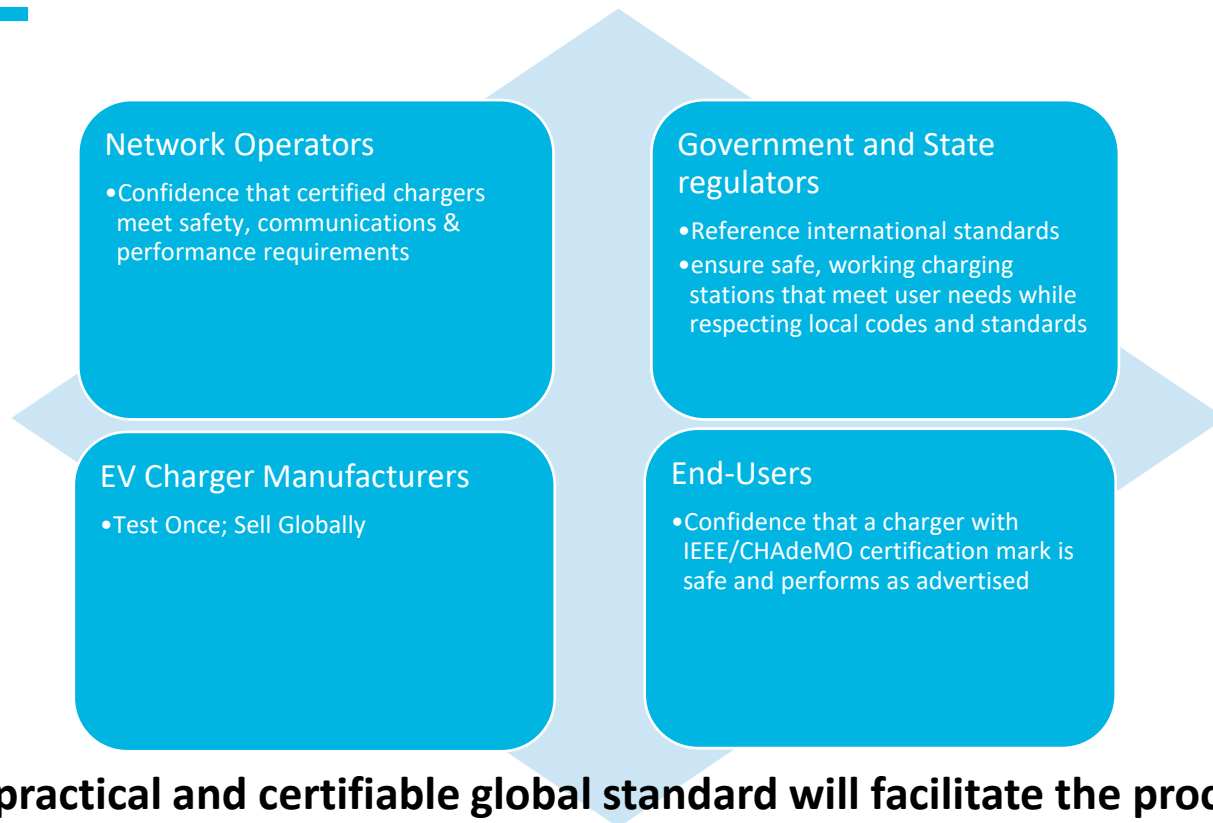 Network Operators
•Confidence that certified chargers
meet safety, communications &
performance requirements
Government and State
regulators
•Reference international standards
•ensure safe, working charging
stations that meet user needs while
respecting local codes and standards
EV Charger Manufacturers
•Test Once; Sell Globally
End-Users
•Confidence that a charger with
IEEE/CHAdeMO certification mark is
safe and performs as advertised
practical and certifiable global standard will facilitate the